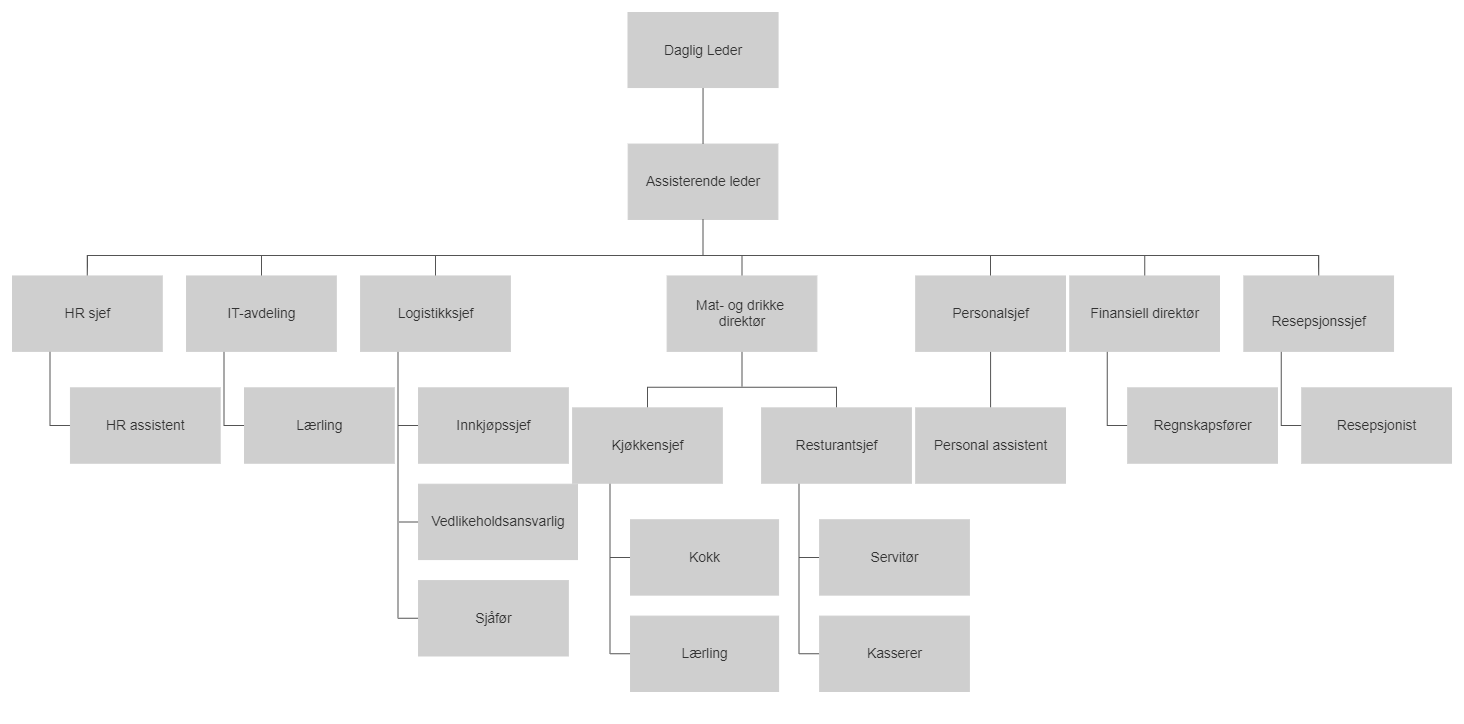 Daglig Leder
Assisterende leder
HR sjef
IT-avdeling
Logistikksjef
Mat- og drikke
direktør
Personalsjef
Finansiell direktør
Resepsjonssjef
HR assistent
Lærling
Innkjøpssjef
Kjøkkensjef
Resturantsjef
Personal assistent
Regnskapsfører
Resepsjonist
Vedlikeholdsansvarlig
Kokk
Servitør
Sjåfør
Lærling
Kasserer